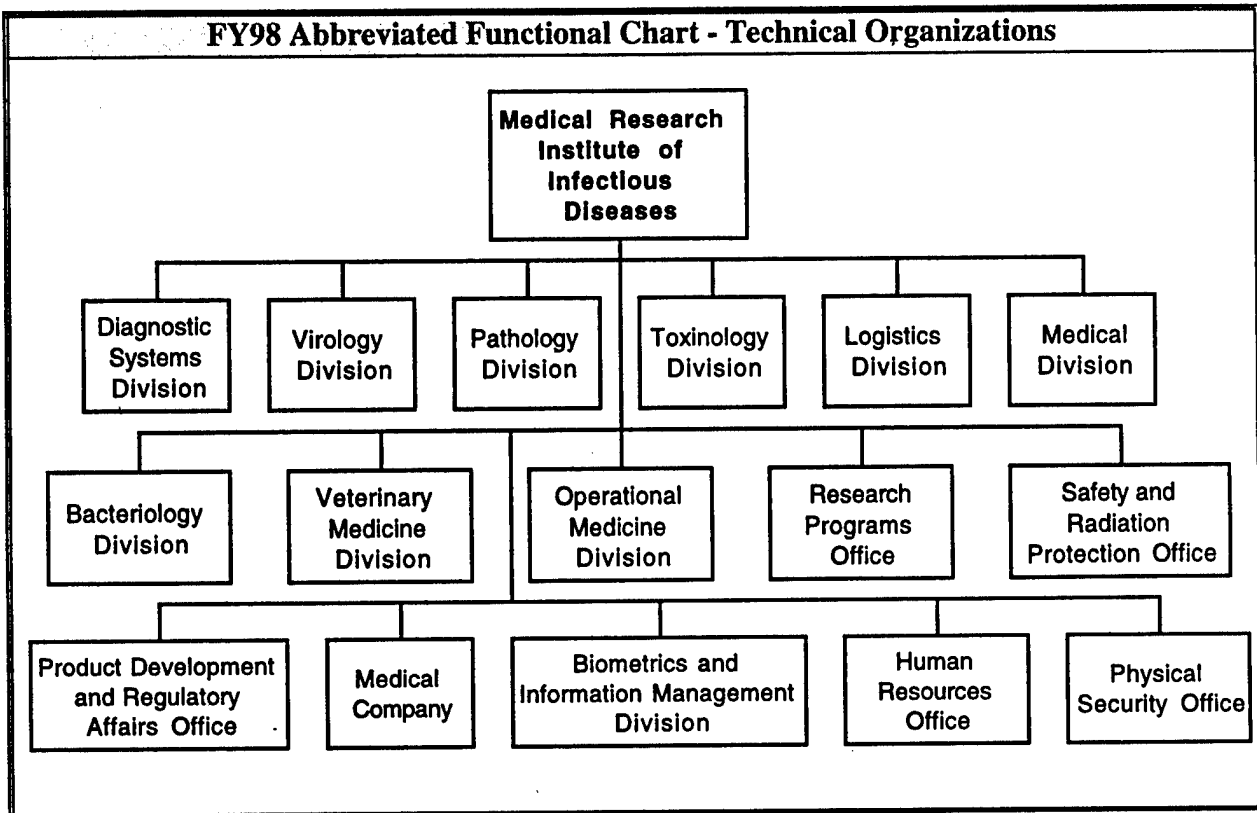 FY98 Abbreviated Functional Chart - Technical Organizations
Medical Research
Institute of
Infectious
Diseases
Diagnostic
Systems
Division
Virology
Division
Pathology
Division
Toxinology
Division
Logistics
Division
Medical
Division
Bacteriology
Division
Veterinary
Medicine
Division
Operational
Medicine
Division
Research
Programs
Office
Safety and
Radiation
Protection Office
Product Development
and Regulatory
Affairs Office
Medical
Company
Biometrics and
Information Management
Division
Human
Resources
Office
Physical
Security Office